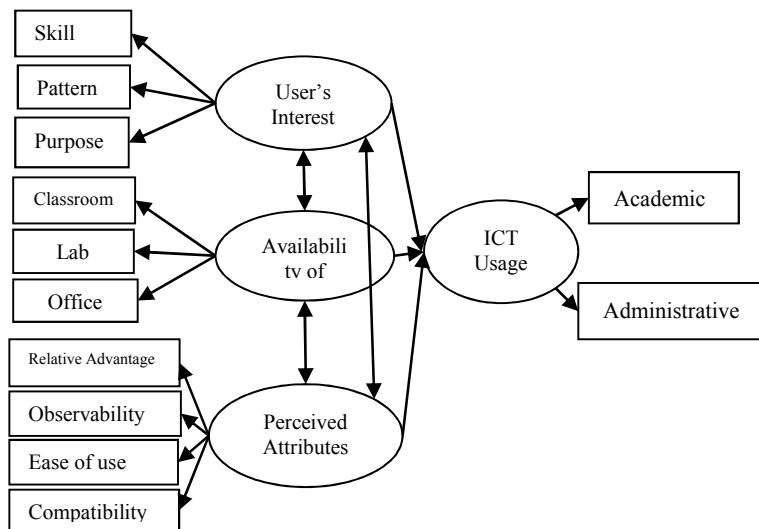 Skill
Pattern
Purpose
Classroom
Lab
Office
Relative Advantage
Observability
Ease of use
Compatibility
User's
Interest
Availabili
ty of
Perceived
Attributes
ICT
Usage
Academic
Administrative